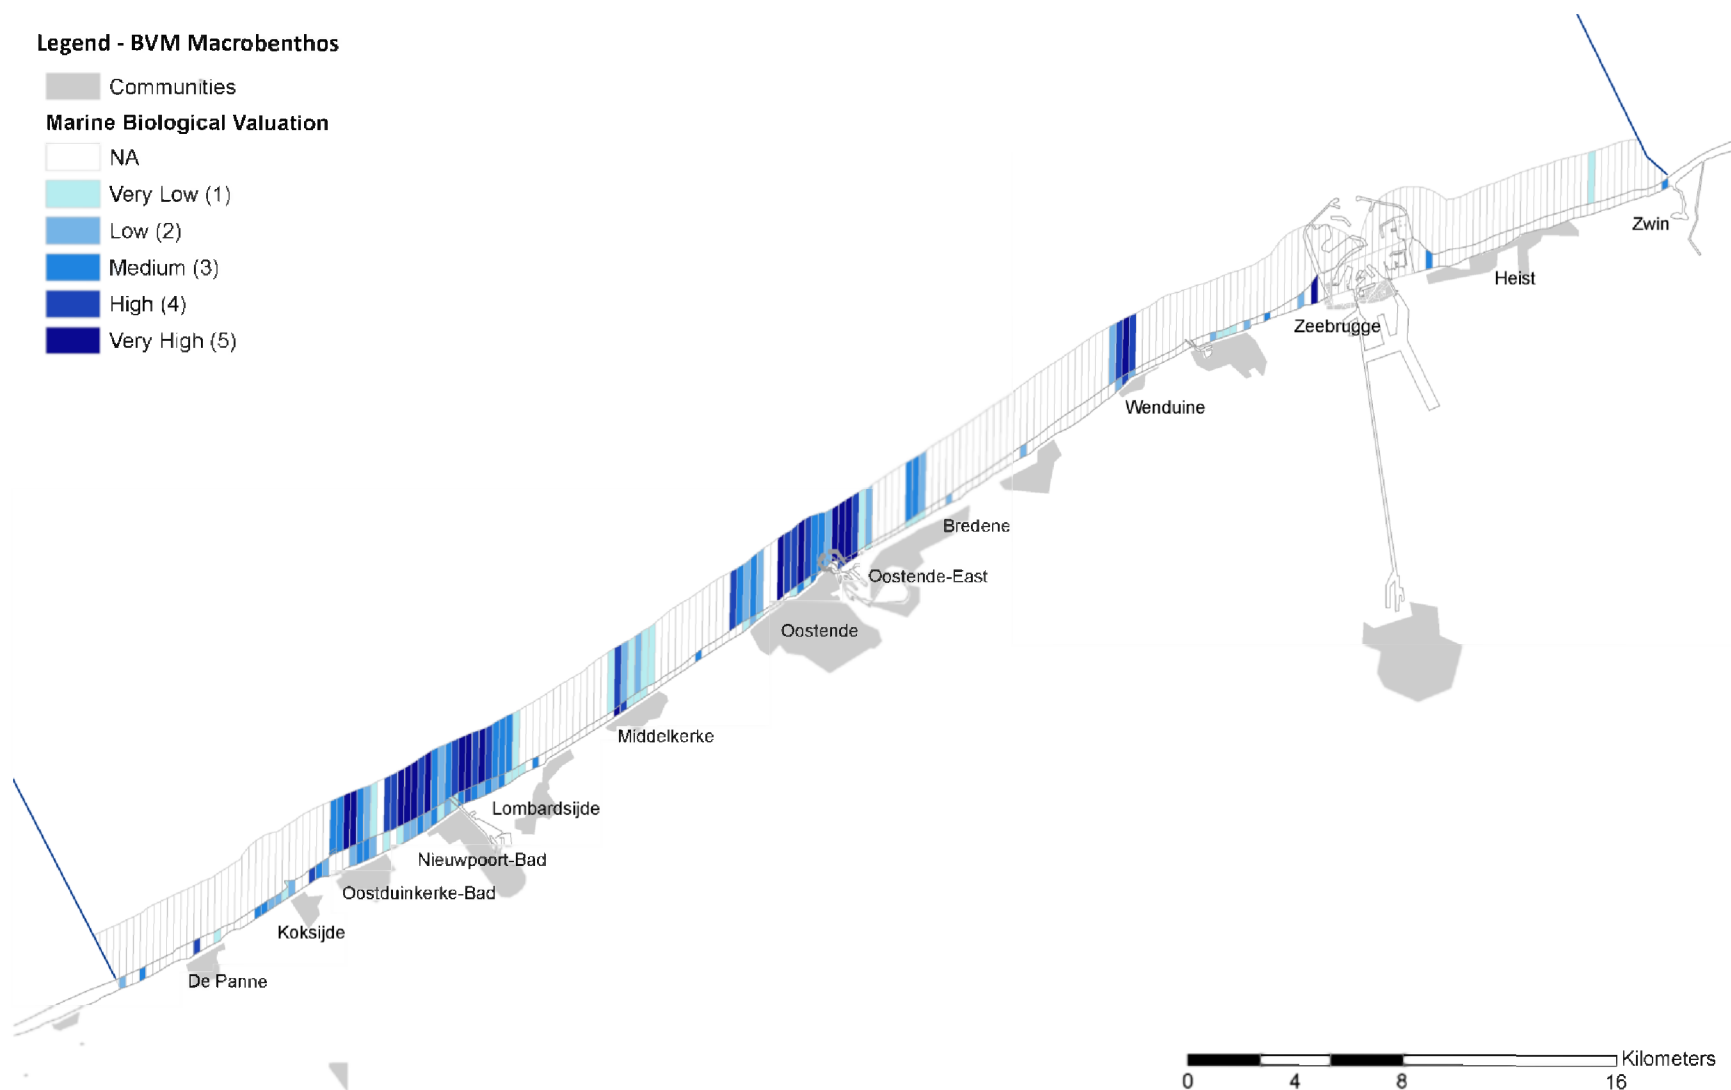 Legend - BVM Macrobenthos
Communities
Marine Biological Valuation
NA
Very Low (1)
Low (2)
Medium (3)
High (4)
Very High (5)
Zwin
Heist
Zeebrugge
Wenduine
Bredene
Oostende-East
Oostende
Middelkerke
Lombardsijde
Nieuwpoort-Bad
Oostduinkerke-Bad
Koksijde
De Panne
Kilometers
0 4 8 16